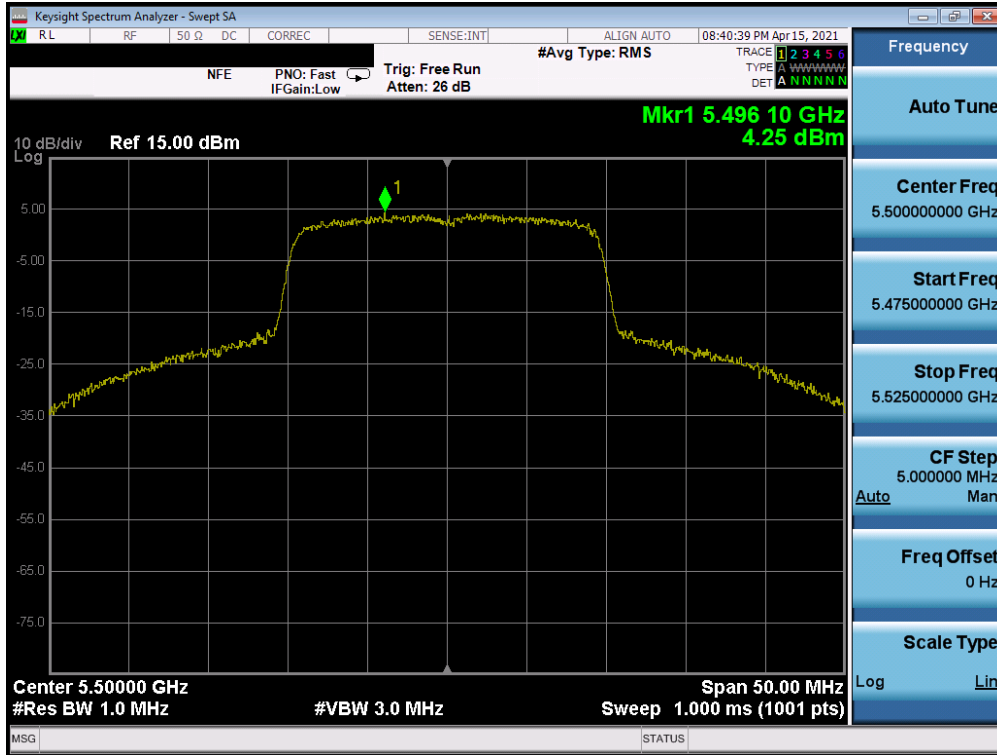 Keysight Spectrum Analyzer - Swept SA
LXI RL RF 50 Ω DC CORREC SENSE:INT ALIGN AUTO 08:40:39 PM Apr 15, 2021
NFE PNO: Fast IFGain:Low Trig: Free Run Atten: 26 dB #Avg Type: RMS
TRACE 1 2 3 4 5 6
TYPE A WWWWW
DET A N N N N N
Mkr1 5.496 10 GHz
4.25 dBm
10 dB/div Ref 15.00 dBm
Log
1
5.00
-5.00
-15.0
-25.0
-35.0
-45.0
-55.0
-65.0
-75.0
Center 5.50000 GHz Span 50.00 MHz
#Res BW 1.0 MHz #VBW 3.0 MHz Sweep 1.000 ms (1001 pts)
MSG STATUS
Frequency
Auto Tune
Center Freq
5.500000000 GHz
Start Freq
5.475000000 GHz
Stop Freq
5.525000000 GHz
CF Step
5.000000 MHz
Auto Man
Freq Offset
0 Hz
Scale Type
Log Lin